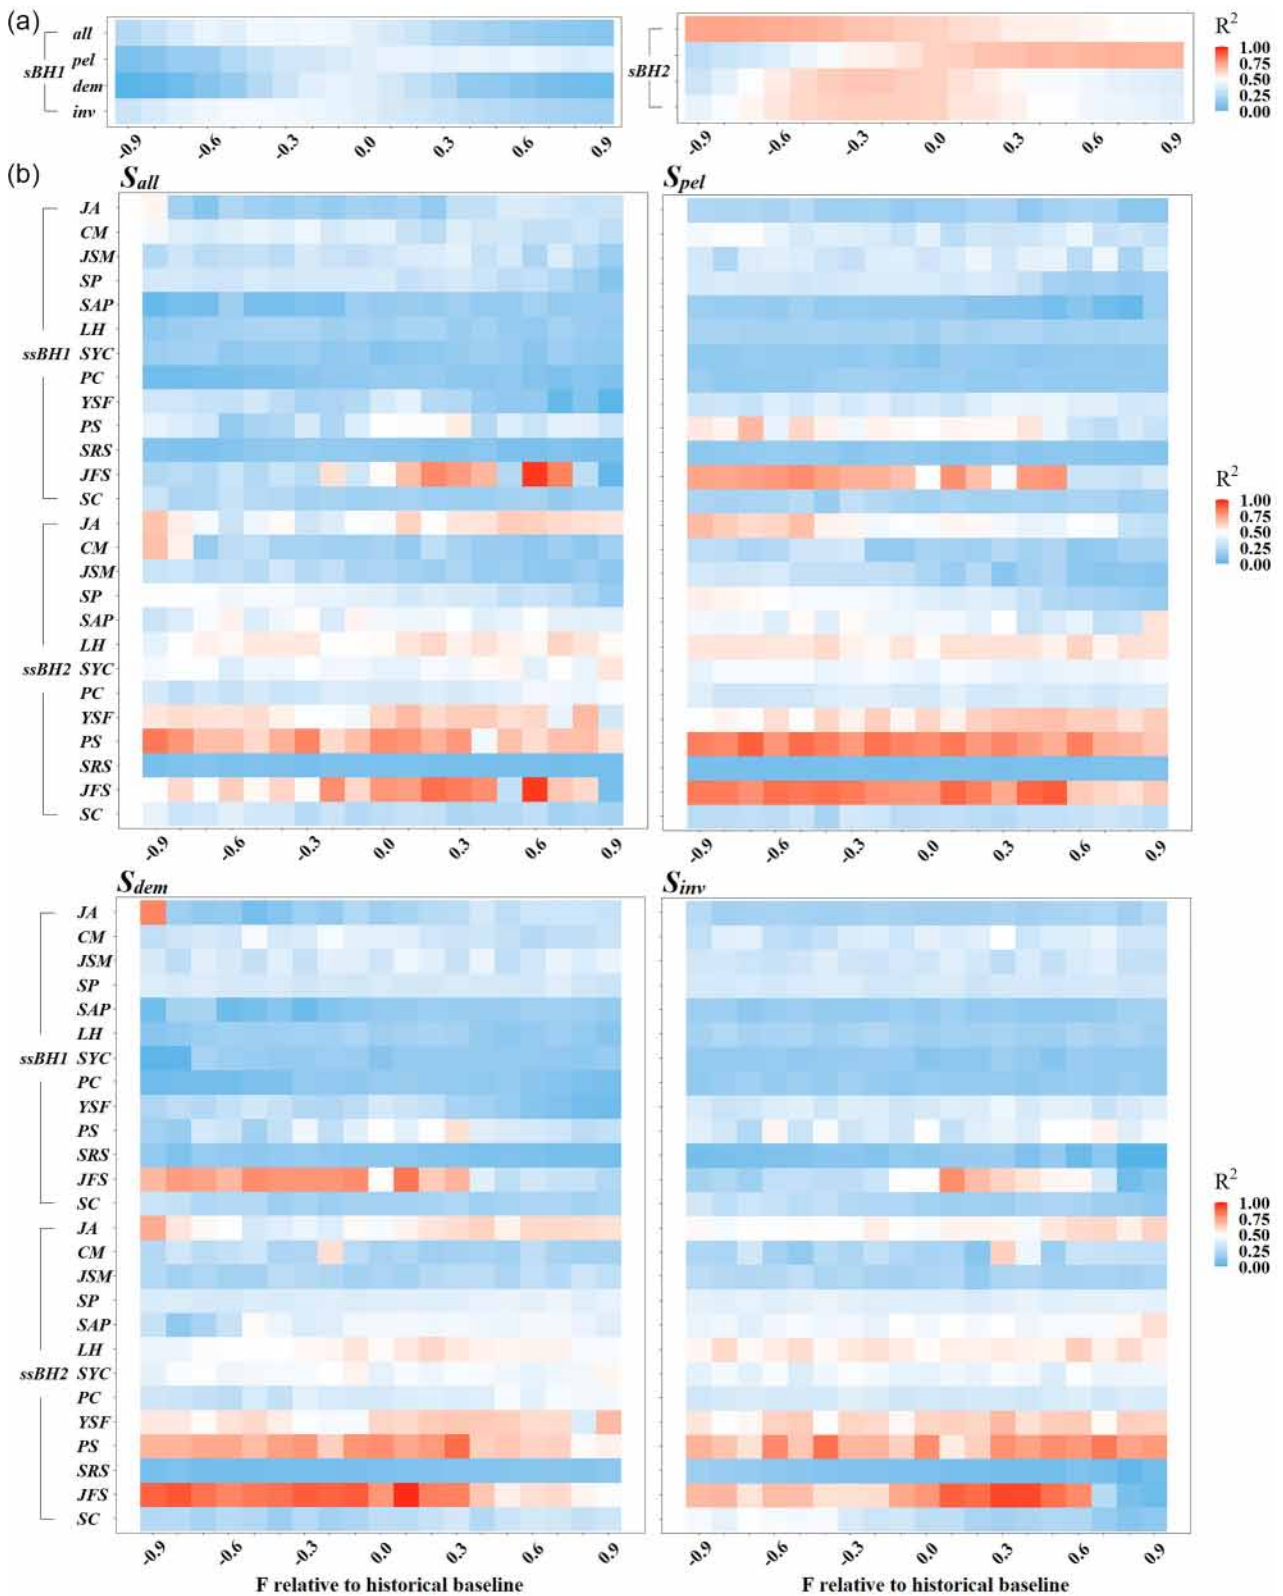 (a)
all
pel
sBH1
dem
inv
-0.9 -0.6 -0.3 0.0 0.3 0.6 0.9
sBH2
-0.9 -0.6 -0.3 0.0 0.3 0.6 0.9
R²
1.00
0.75
0.50
0.25
0.00
(b)
Sall
Spel
JA
CM
JSM
SP
SAP
LH
ssBH1 SYC
PC
YSF
PS
SRS
JFS
SC
JA
CM
JSM
SP
SAP
LH
ssBH2 SYC
PC
YSF
PS
SRS
JFS
SC
-0.9 -0.6 -0.3 0.0 0.3 0.6 0.9
-0.9 -0.6 -0.3 0.0 0.3 0.6 0.9
R²
1.00
0.75
0.50
0.25
0.00
Sdem
Sinv
JA
CM
JSM
SP
SAP
LH
ssBH1 SYC
PC
YSF
PS
SRS
JFS
SC
JA
CM
JSM
SP
SAP
LH
ssBH2 SYC
PC
YSF
PS
SRS
JFS
SC
-0.9 -0.6 -0.3 0.0 0.3 0.6 0.9
-0.9 -0.6 -0.3 0.0 0.3 0.6 0.9
R²
1.00
0.75
0.50
0.25
0.00
F relative to historical baseline
F relative to historical baseline